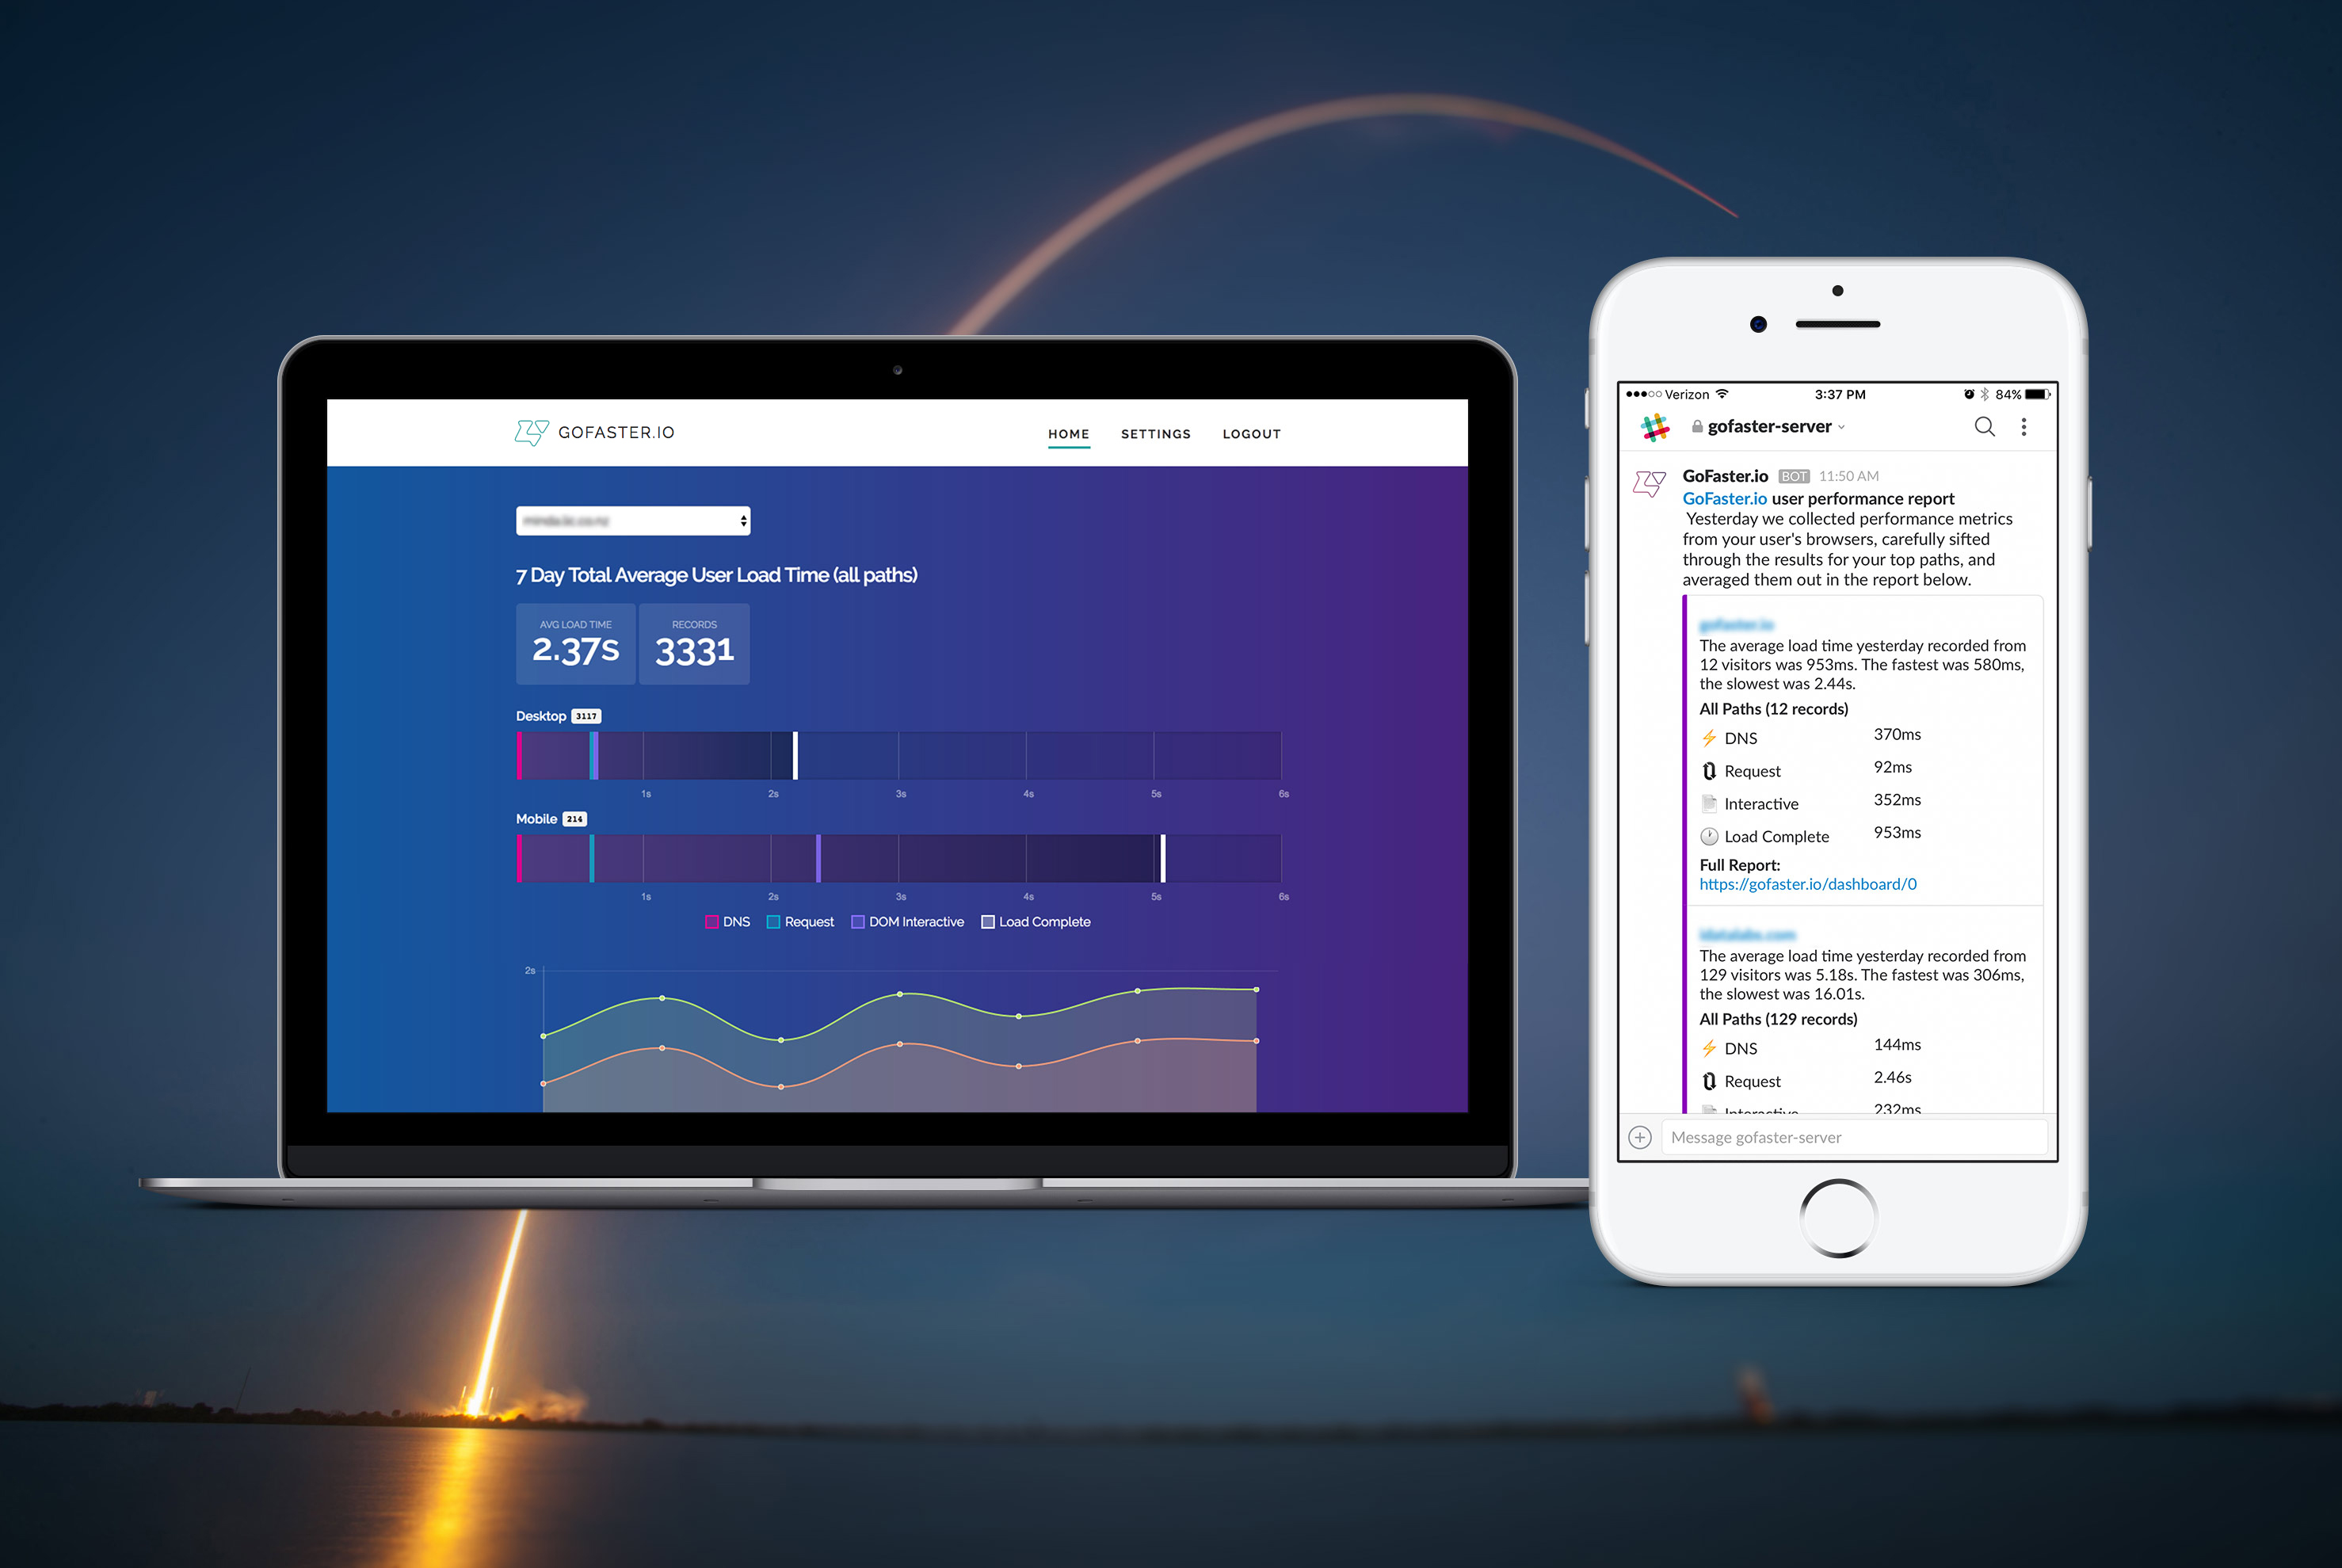 GOFASTER.IO
HOME SETTINGS LOGOUT
7 Day Total Average User Load Time (all paths)
AVG LOAD TIME
2.37s
RECORDS
3331
Desktop 3117
1s 2s 3s 4s 5s 6s
Mobile 214
1s 2s 3s 4s 5s 6s
DNS Request DOM Interactive Load Complete
2s
Verizon 3:37 PM 84%
gofaster-server
GoFaster.io BOT 11:50 AM
GoFaster.io user performance report
Yesterday we collected performance metrics
from your user's browsers, carefully sifted
through the results for your top paths, and
averaged them out in the report below.
gofaster.io
The average load time yesterday recorded from
12 visitors was 953ms. The fastest was 580ms,
the slowest was 2.44s.
All Paths (12 records)
DNS 370ms
Request 92ms
Interactive 352ms
Load Complete 953ms
Full Report:
https://gofaster.io/dashboard/0
The average load time yesterday recorded from
129 visitors was 5.18s. The fastest was 306ms,
the slowest was 16.01s.
All Paths (129 records)
DNS 144ms
Request 2.46s
Interactive 232ms
Message gofaster-server